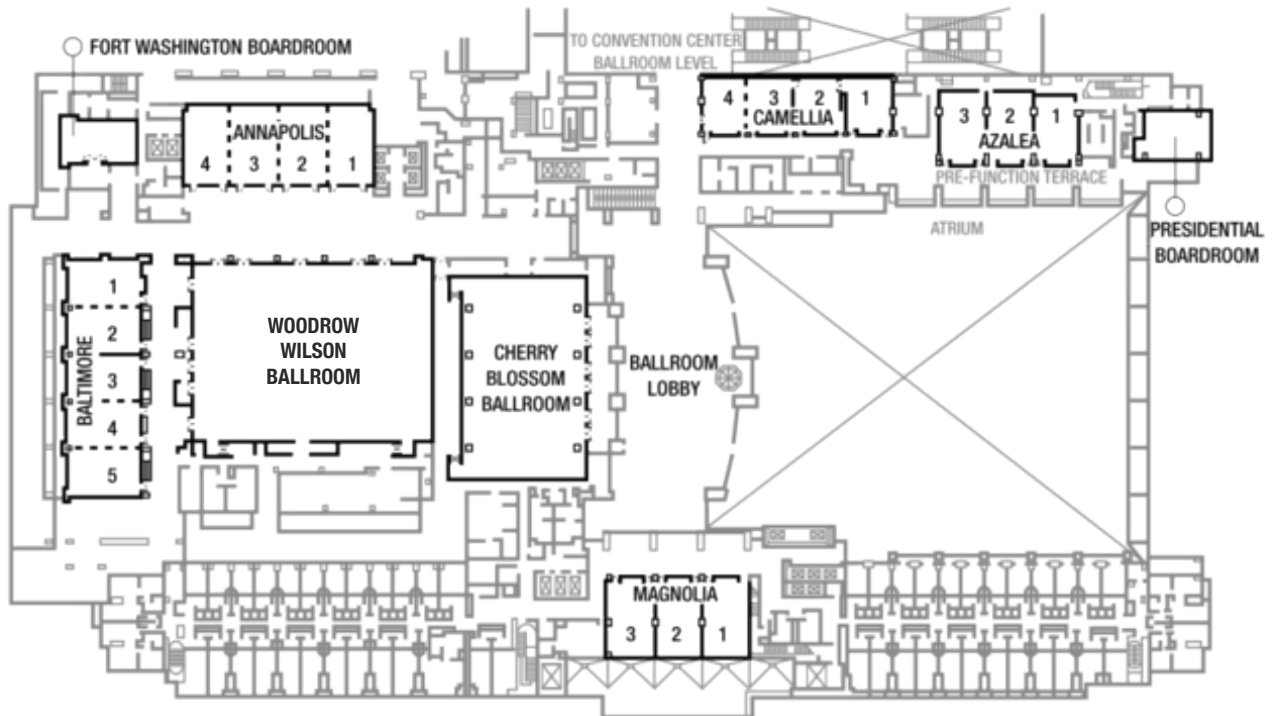 FORT WASHINGTON BOARDROOM
TO CONVENTION CENTER
BALLROOM LEVEL
4 3 2 1
CAMELLIA
3 2 1
AZALEA
ANNAPOLIS
4 3 2 1
PRE-FUNCTION TERRACE
ATRIUM
PRESIDENTIAL
BOARDROOM
BALTIMORE
1
2
3
4
5
WOODROW
WILSON
BALLROOM
CHERRY
BLOSSOM
BALLROOM
BALLROOM
LOBBY
MAGNOLIA
3 2 1